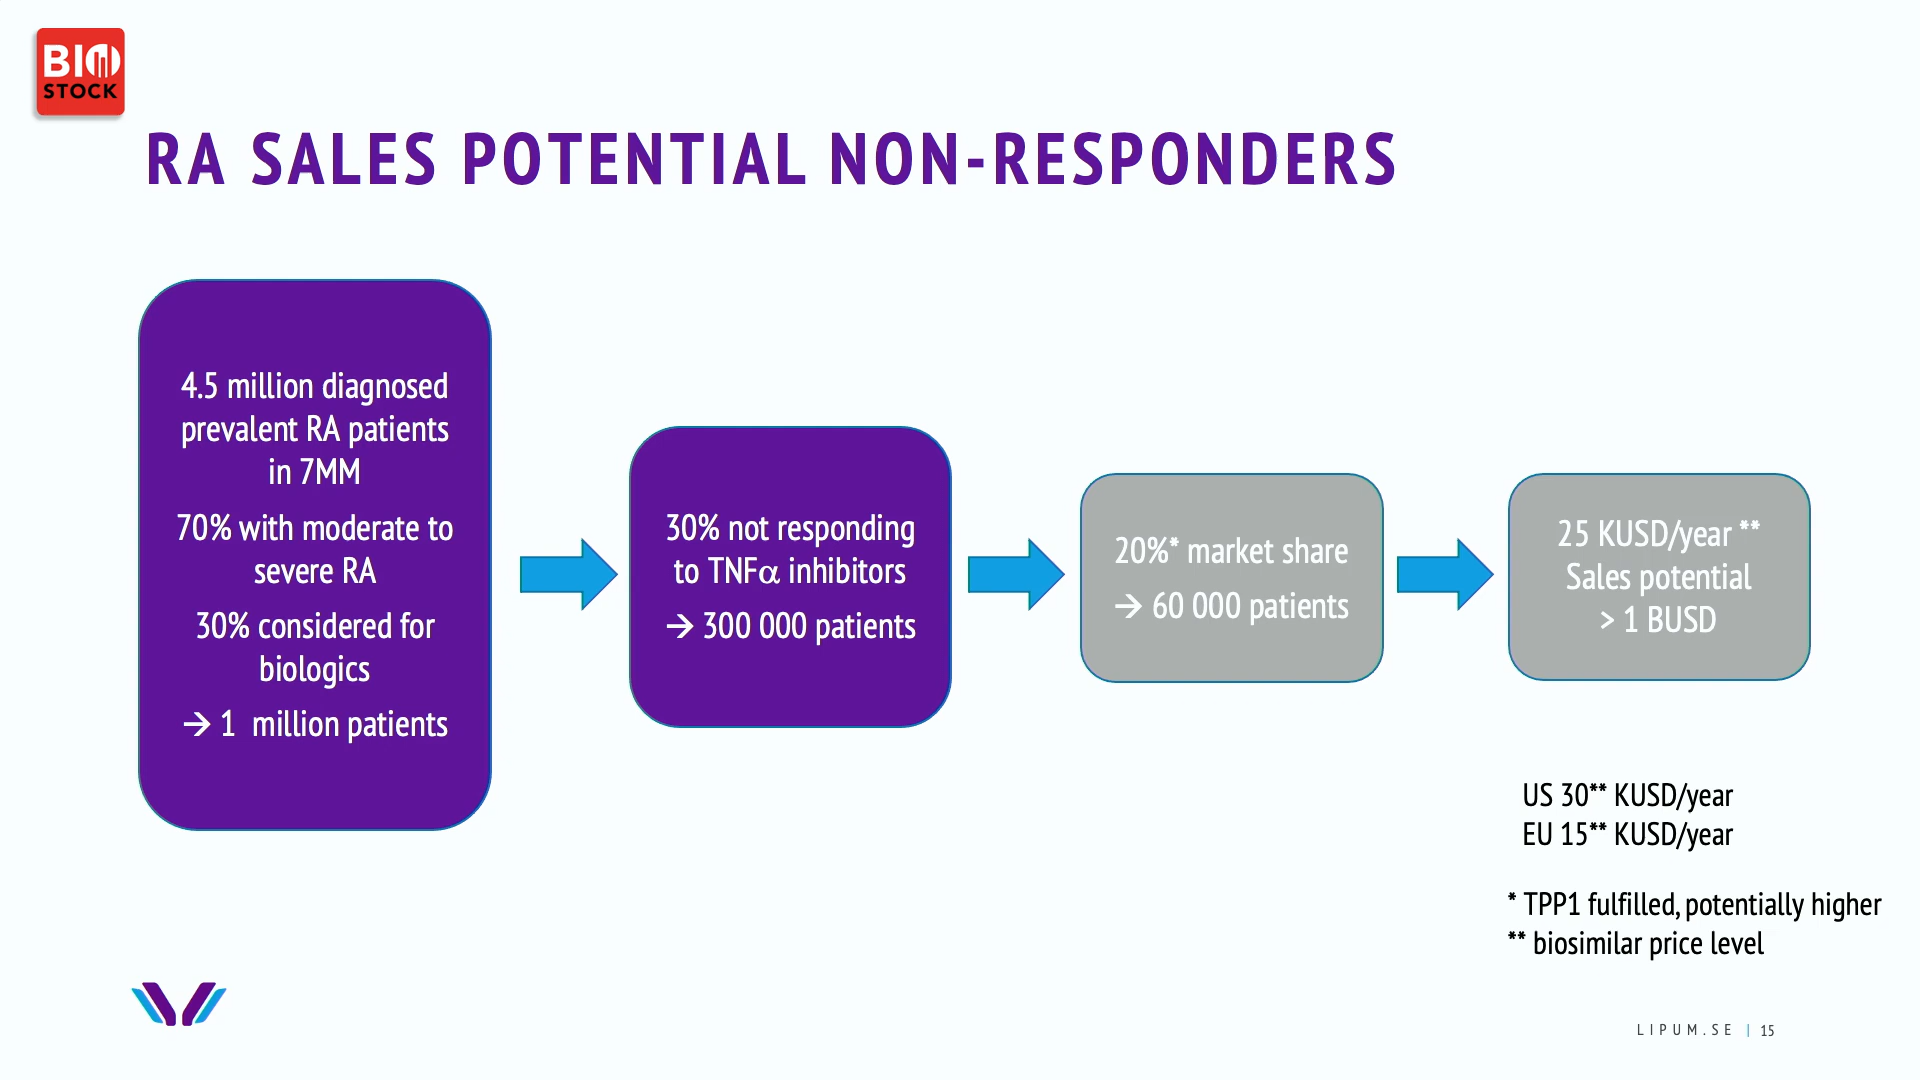 BIO
STOCK
RA SALES POTENTIAL NON-RESPONDERS
4.5 million diagnosed
prevalent RA patients
in 7MM
70% with moderate to
severe RA
30% considered for
biologics
→ 1 million patients
30% not responding
to TNFα inhibitors
→ 300 000 patients
20%* market share
→ 60 000 patients
25 KUSD/year **
Sales potential
> 1 BUSD
US 30** KUSD/year
EU 15** KUSD/year
* TPP1 fulfilled, potentially higher
** biosimilar price level
LIPUM.SE | 15